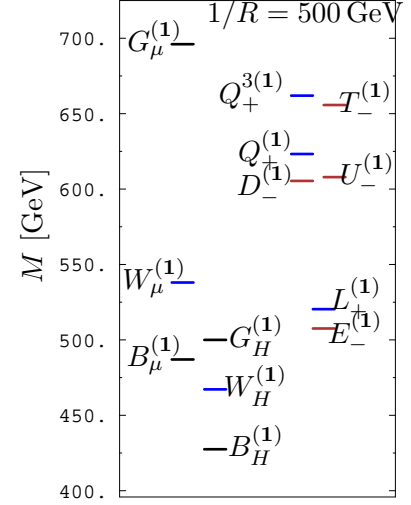 1/R = 500 GeV
M [GeV]
700.
650.
600.
550.
500.
450.
400.
G_μ^{(1)}
Q_+^{3(1)}
T_-^{(1)}
Q_+^{(1)}
D_-^{(1)}
U_-^{(1)}
W_μ^{(1)}
L_+^{(1)}
E_-^{(1)}
B_μ^{(1)}
G_H^{(1)}
W_H^{(1)}
B_H^{(1)}